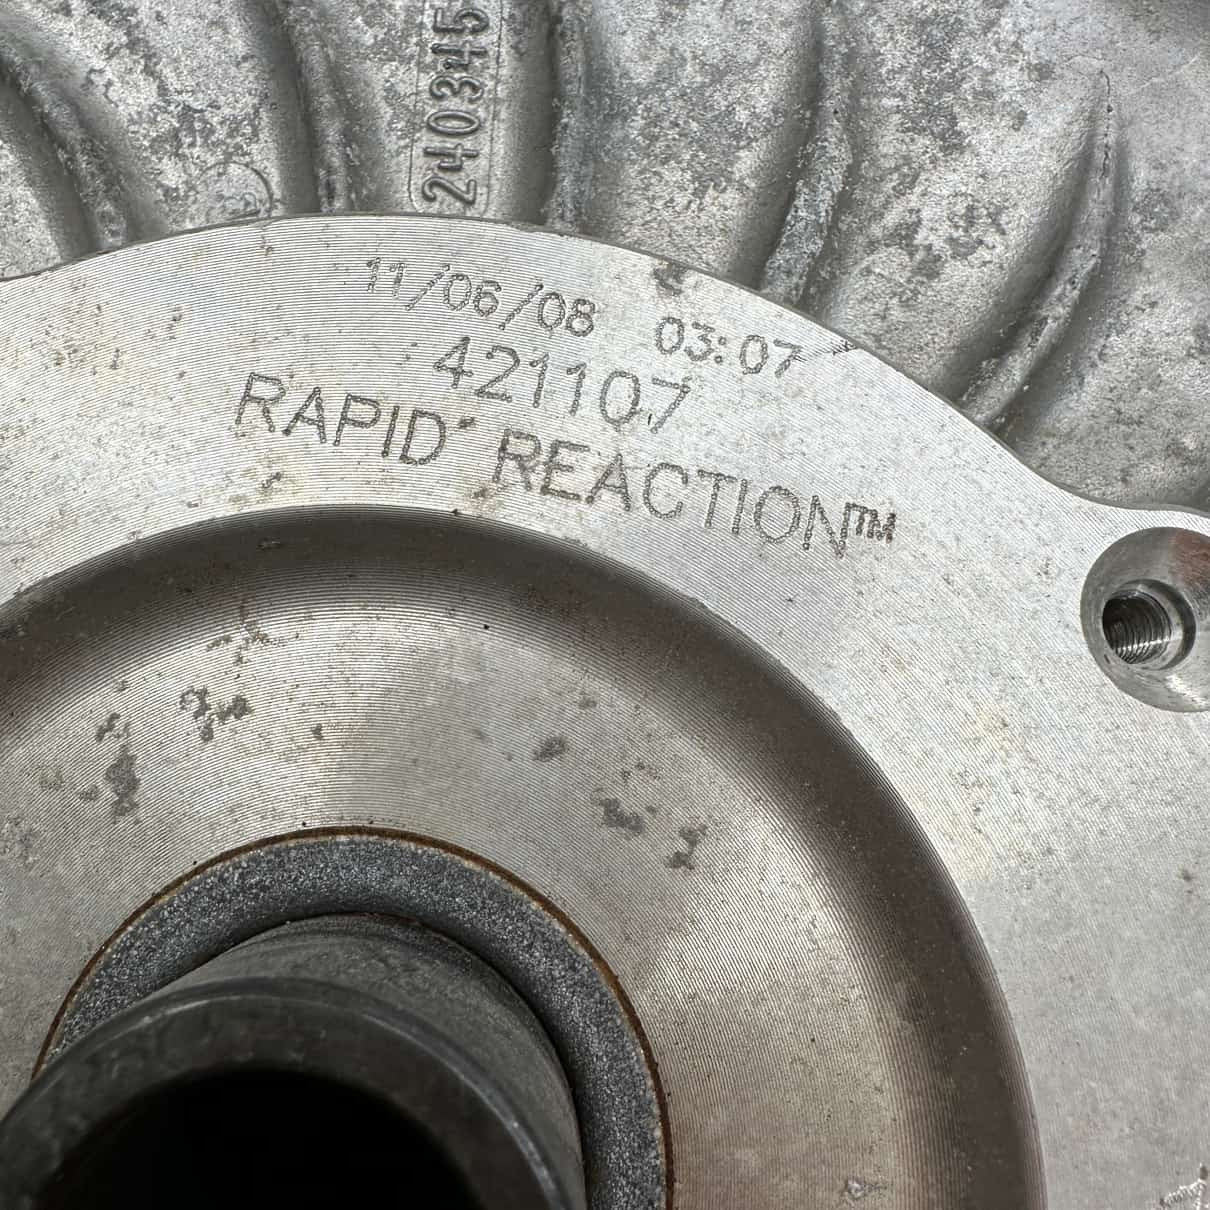 240345
11/06/08 03:07
421107
RAPID REACTION™